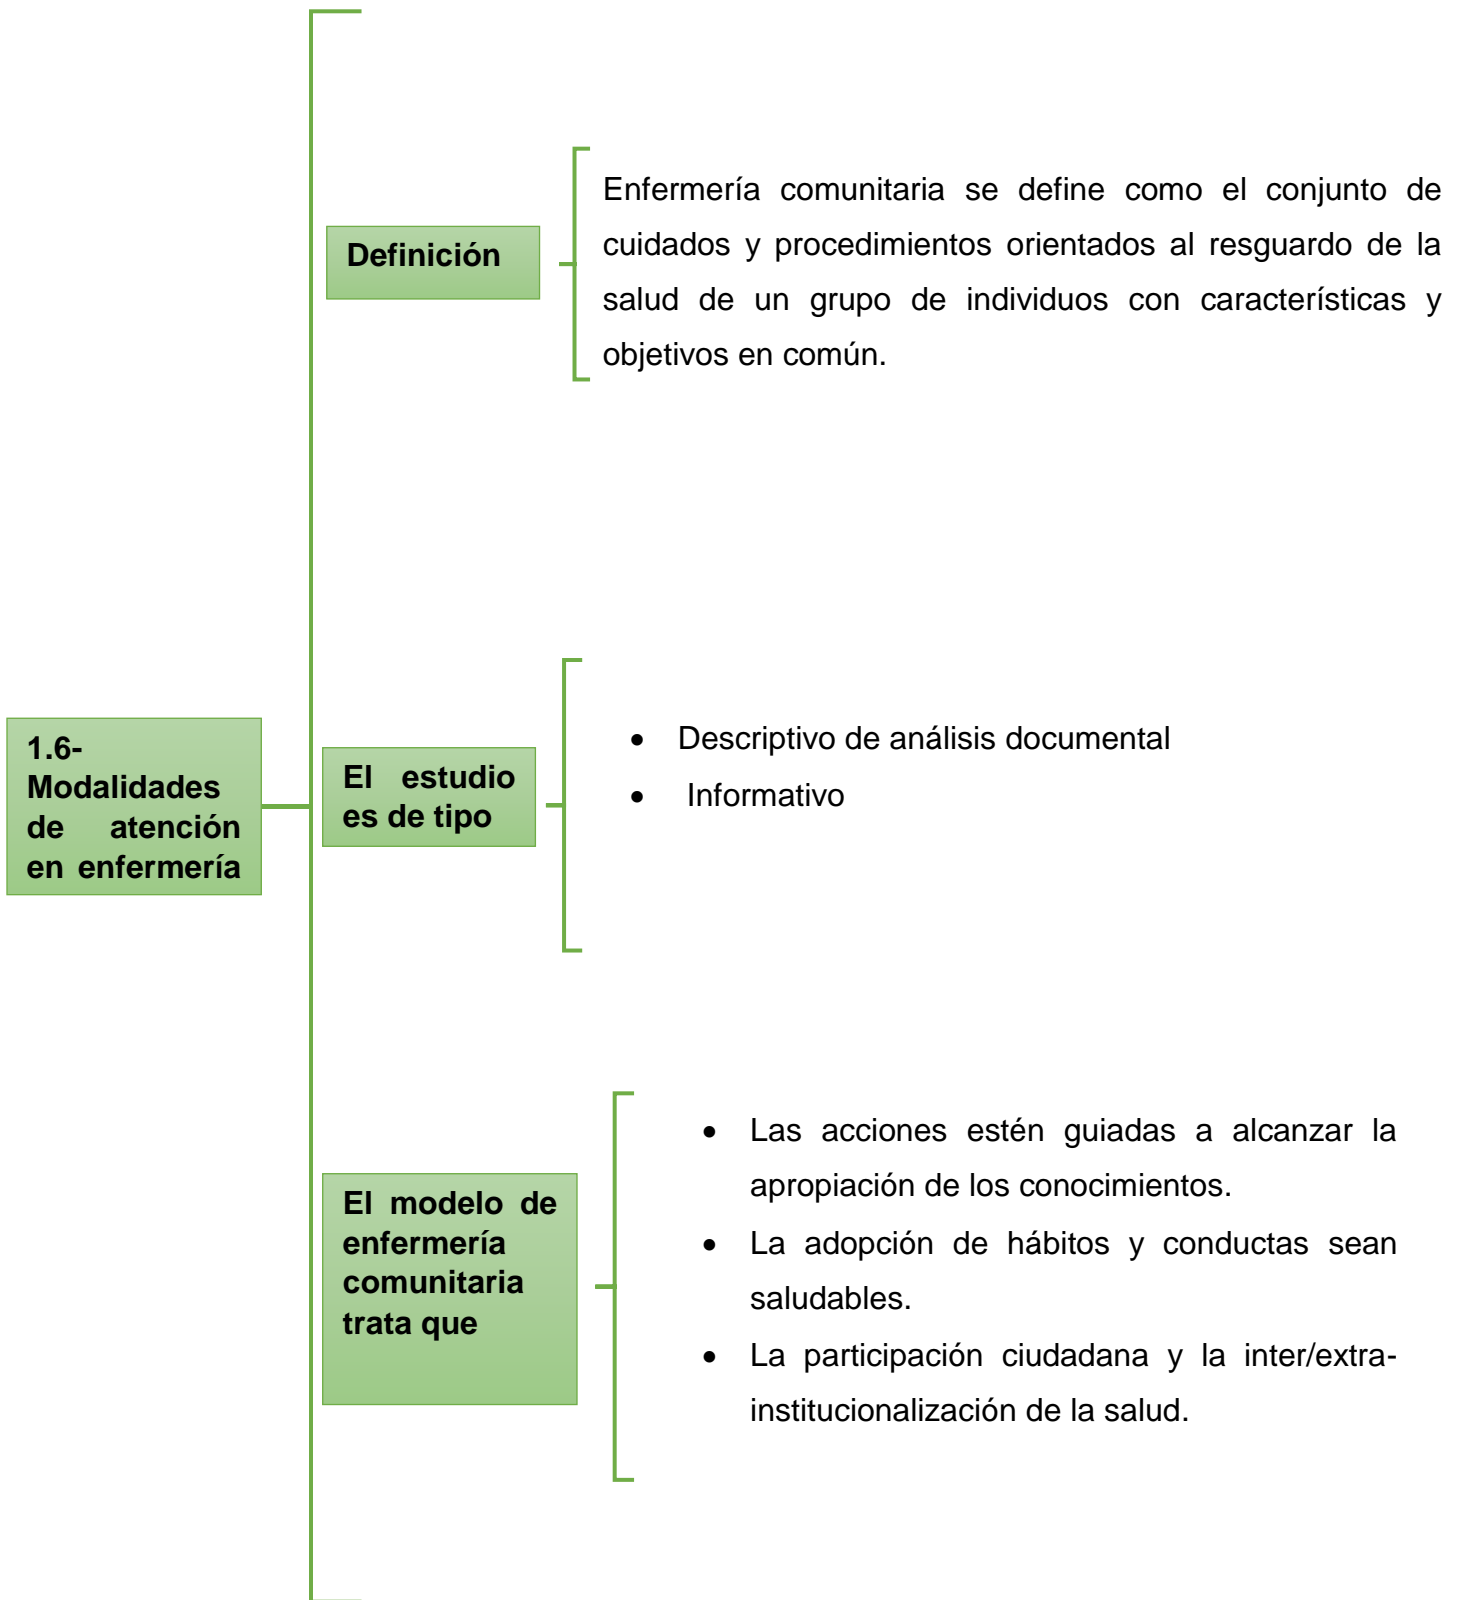 Definición
Enfermería comunitaria se define como el conjunto de
cuidados y procedimientos orientados al resguardo de la
salud de un grupo de individuos con características y
objetivos en común.
1.6-
Modalidades
de atención
en enfermería
El estudio
es de tipo
• Descriptivo de análisis documental
• Informativo
El modelo de
enfermería
comunitaria
trata que
• Las acciones estén guiadas a alcanzar la
apropiación de los conocimientos.
• La adopción de hábitos y conductas sean
saludables.
• La participación ciudadana y la inter/extra-
institucionalización de la salud.